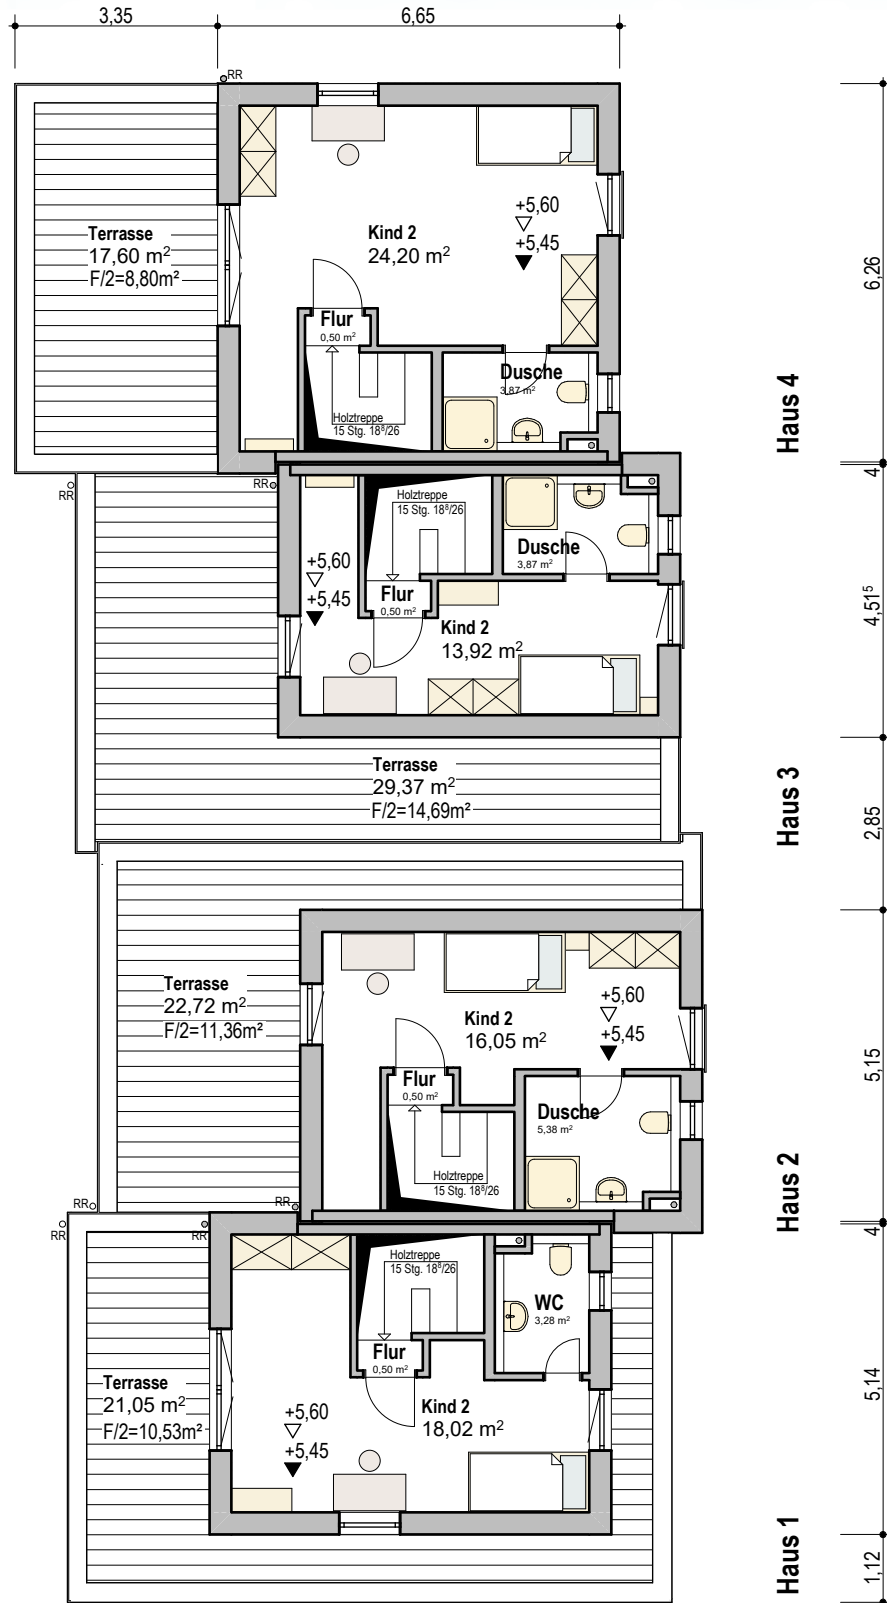 3,35
6,65
RR
Terrasse
17,60 m²
F/2=8,80m²
Kind 2
24,20 m²
+5,60
+5,45
Flur
0,50 m²
Holztreppe
15 Stg. 18⁸/26
Dusche
3,87 m²
Haus 4
6,26
4
RR
RR
Holztreppe
15 Stg. 18⁸/26
Dusche
3,87 m²
+5,60
+5,45
Flur
0,50 m²
Kind 2
13,92 m²
4,51⁵
Terrasse
29,37 m²
F/2=14,69m²
Haus 3
2,85
Terrasse
22,72 m²
F/2=11,36m²
Kind 2
16,05 m²
+5,60
+5,45
Flur
0,50 m²
Dusche
5,38 m²
Holztreppe
15 Stg. 18⁸/26
5,15
Haus 2
RR
RR
RR
RR
4
Holztreppe
15 Stg. 18⁸/26
WC
3,28 m²
Flur
0,50 m²
Terrasse
21,05 m²
F/2=10,53m²
+5,60
+5,45
Kind 2
18,02 m²
5,14
Haus 1
1,12